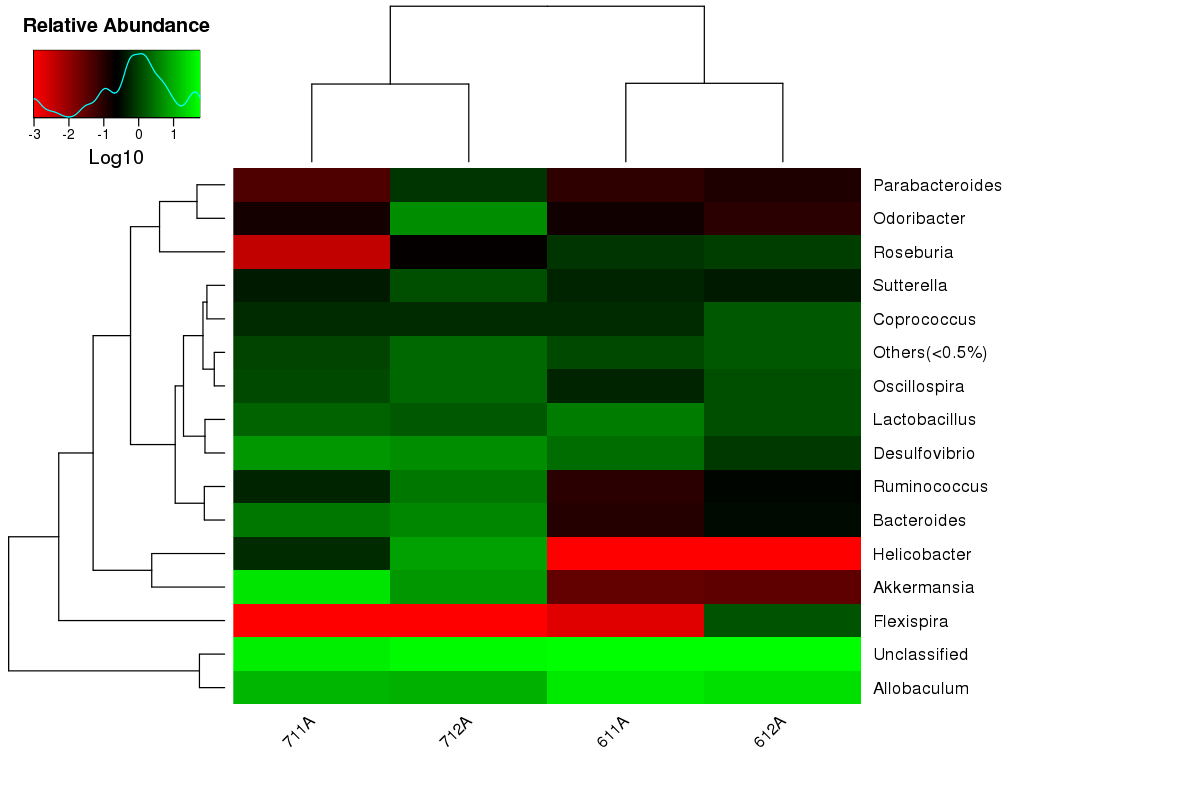 Relative Abundance
-3 -2 -1 0 1
Log10
Parabacteroides
Odoribacter
Roseburia
Sutterella
Coprococcus
Others(<0.5%)
Oscillospira
Lactobacillus
Desulfovibrio
Ruminococcus
Bacteroides
Helicobacter
Akkermansia
Flexispira
Unclassified
Allobaculum
711A 712A 611A 612A